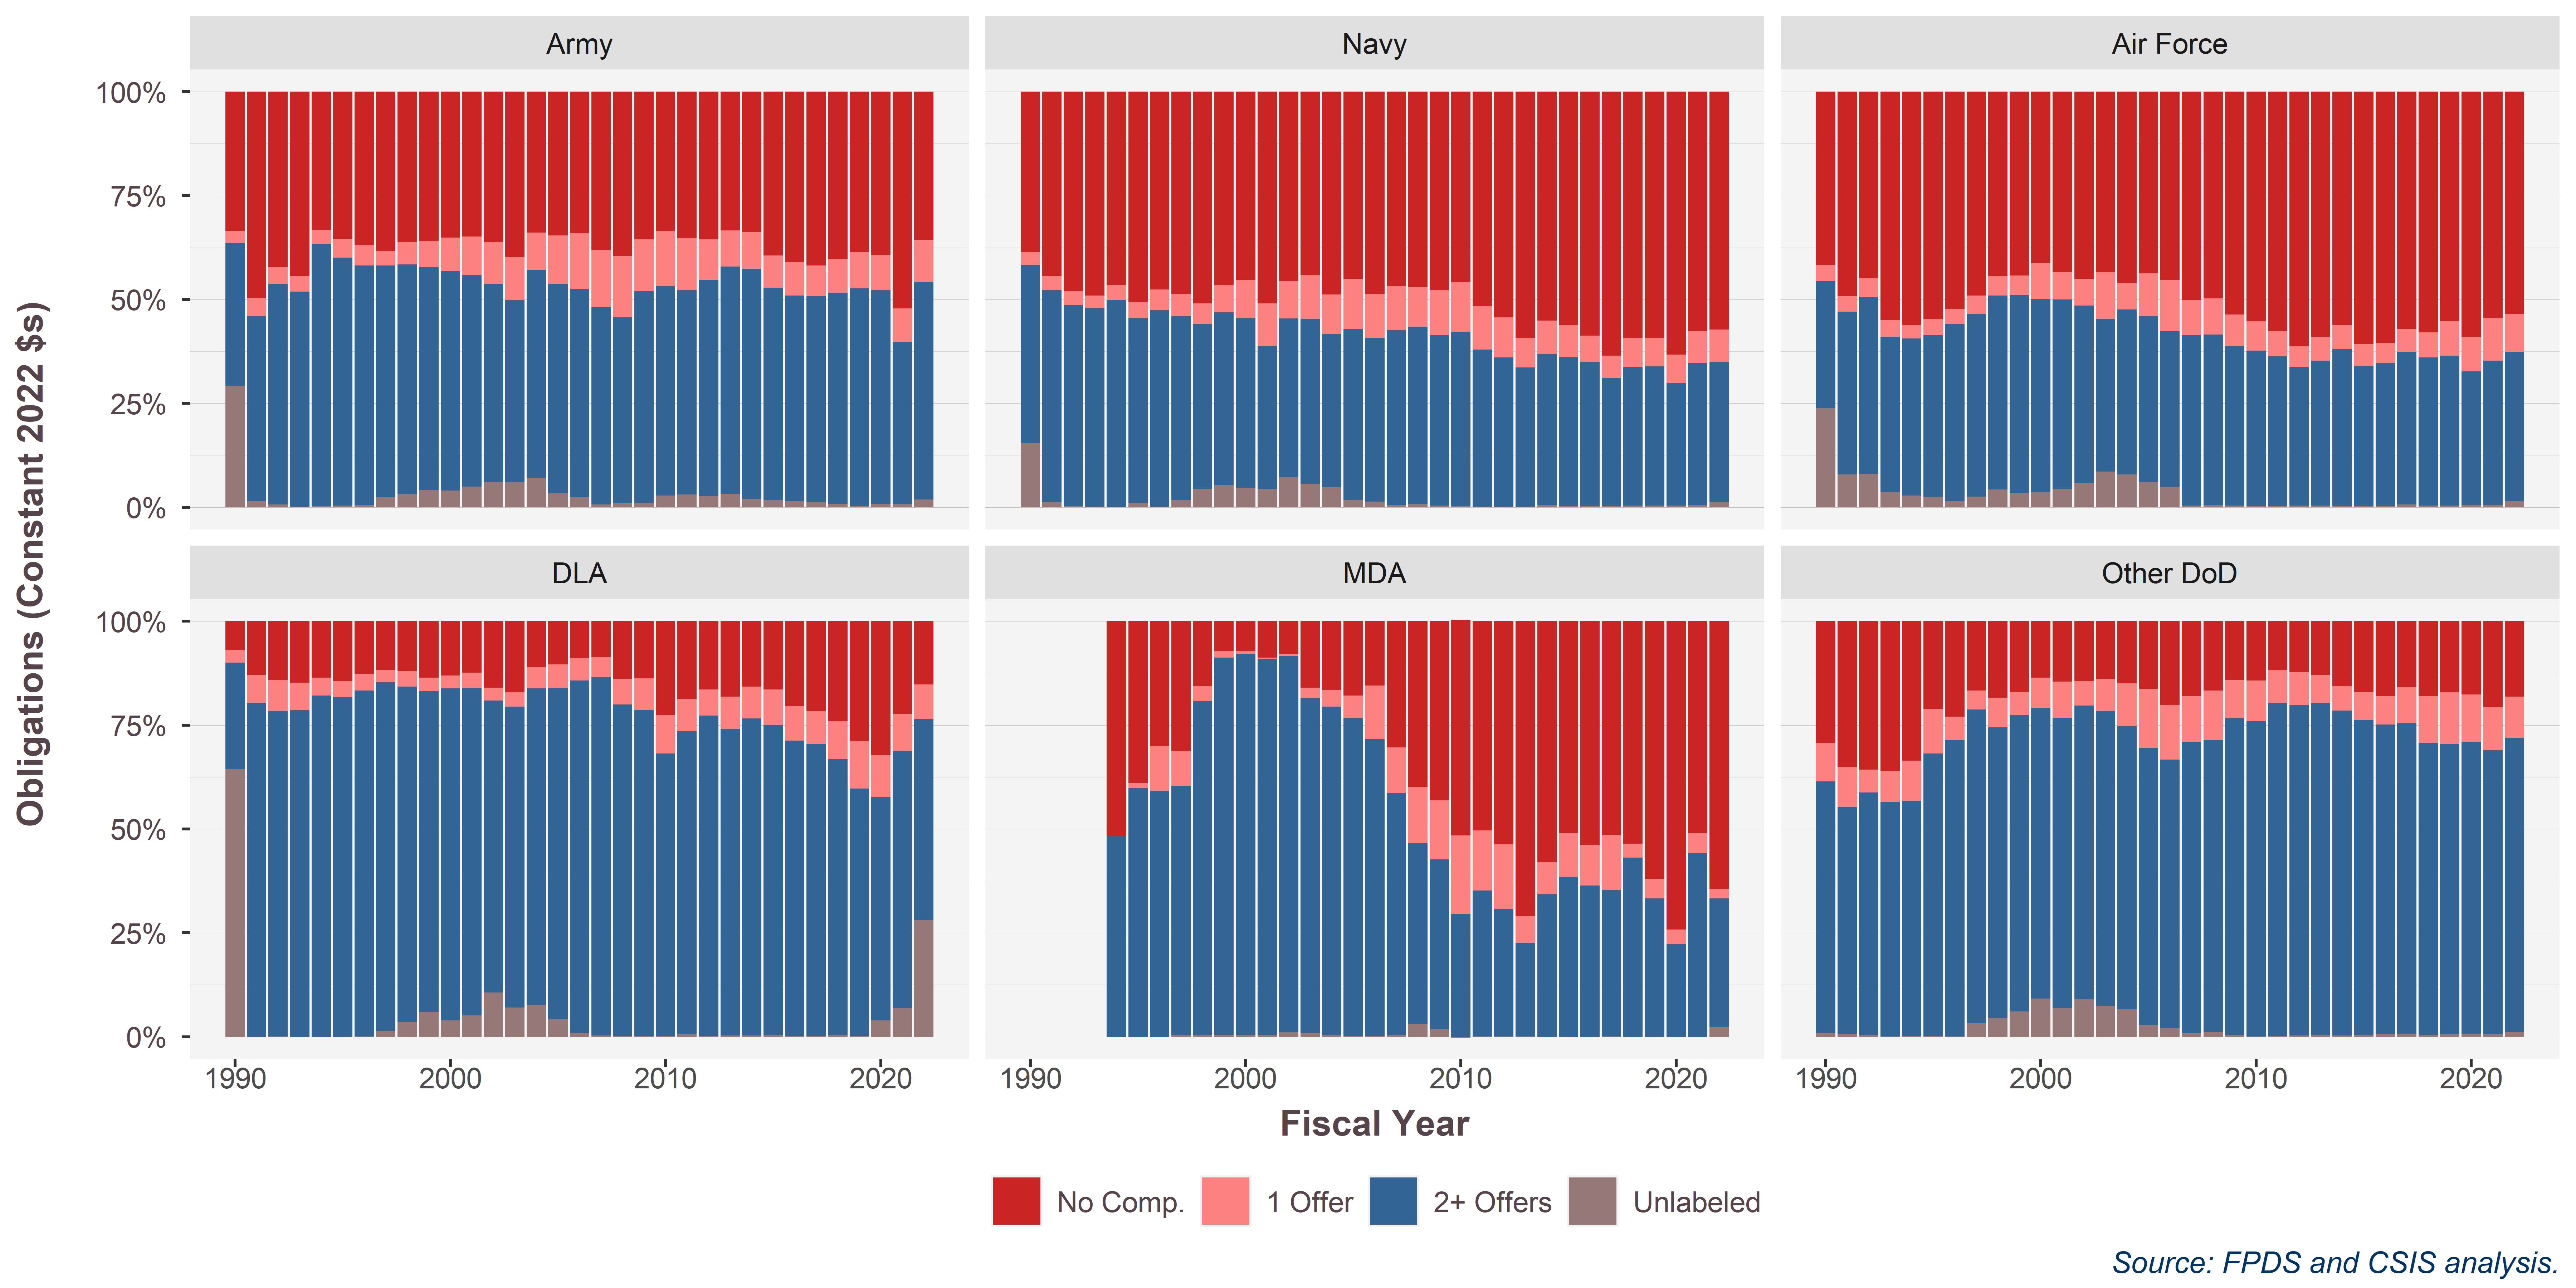 Army
Navy
Air Force
100%
75%
50%
25%
0%
Obligations (Constant 2022 $s)
DLA
MDA
Other DoD
100%
75%
50%
25%
0%
1990 2000 2010 2020
1990 2000 2010 2020
1990 2000 2010 2020
Fiscal Year
No Comp. 1 Offer 2+ Offers Unlabeled
Source: FPDS and CSIS analysis.